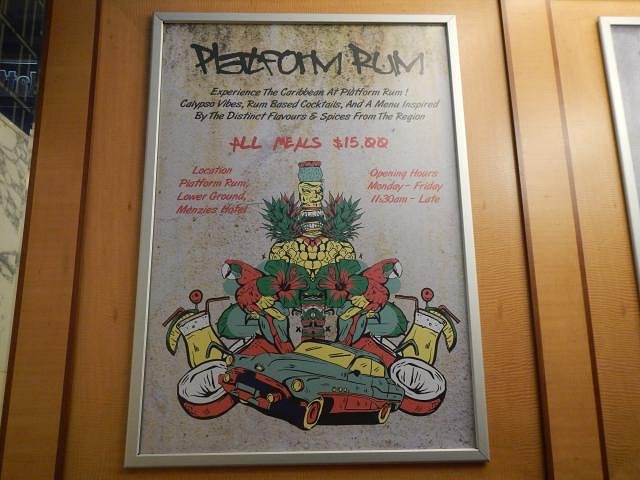 Platform Rum
Experience The Caribbean At Platform Rum !
Calypso Vibes, Rum Based Cocktails, And A Menu Inspired
By The Distinct Flavours & Spices From The Region
ALL MEALS $15.00
Location
Platform Rum,
Lower Ground,
Menzies Hotel
Opening Hours
Monday - Friday
11:30am - Late